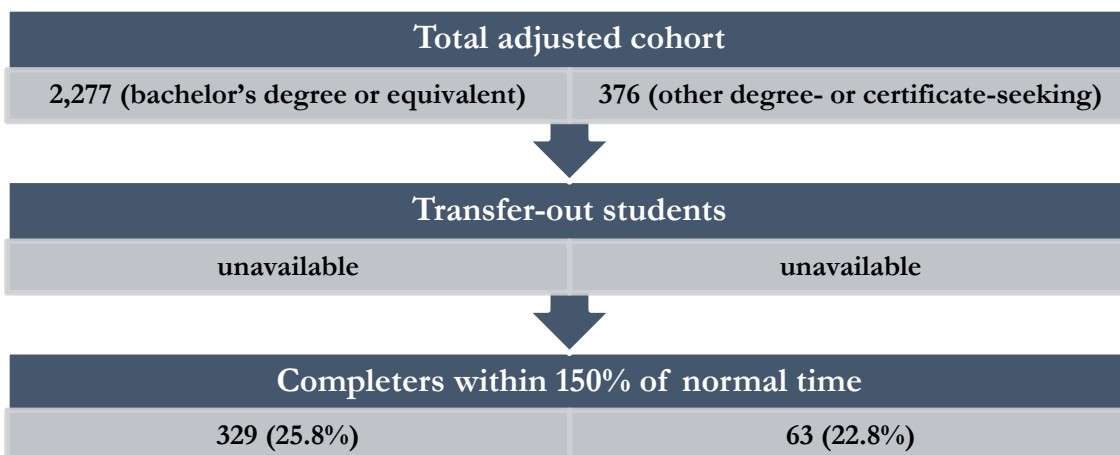 Total adjusted cohort
2,277 (bachelor's degree or equivalent) 376 (other degree- or certificate-seeking)
Transfer-out students
unavailable unavailable
Completers within 150% of normal time
329 (25.8%) 63 (22.8%)